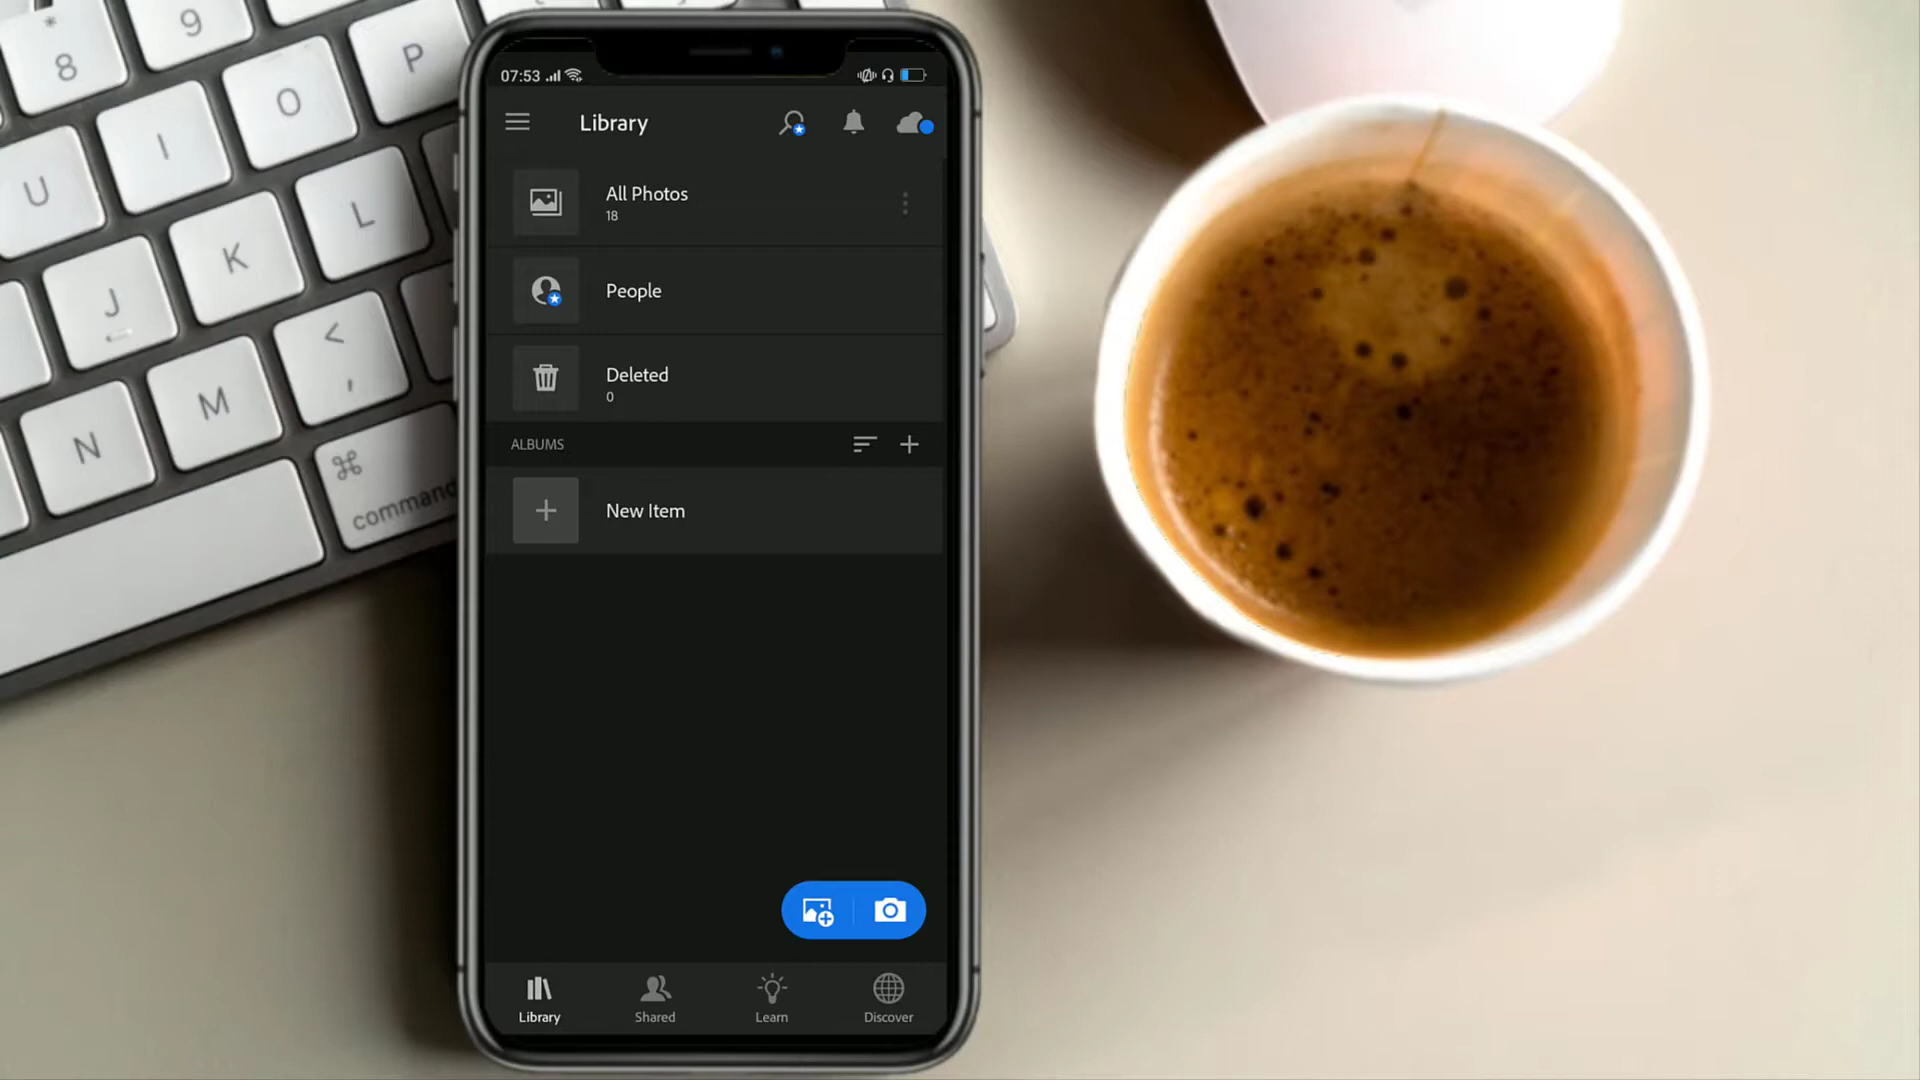 * 9
8
P
O
I
U
L
K
J
< ,
M
N
⌘
command
07:53
Library
All Photos
18
People
Deleted
0
ALBUMS
New Item
Library Shared Learn Discover